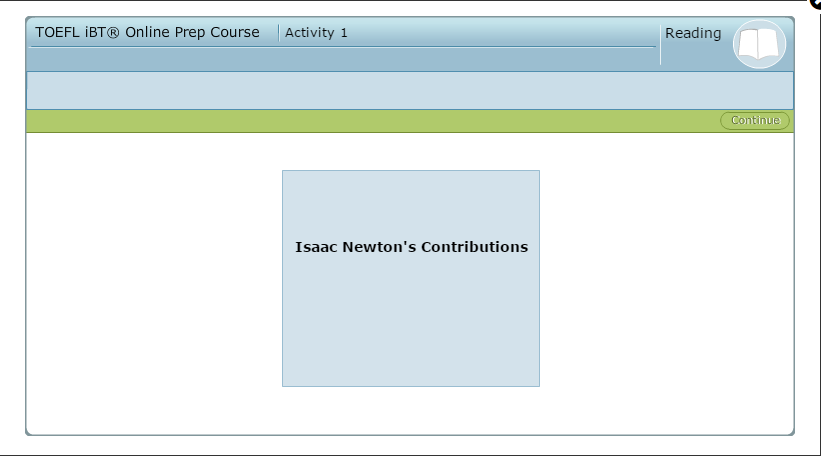 TOEFL iBT® Online Prep Course
Activity 1
Reading
Continue
Isaac Newton's Contributions